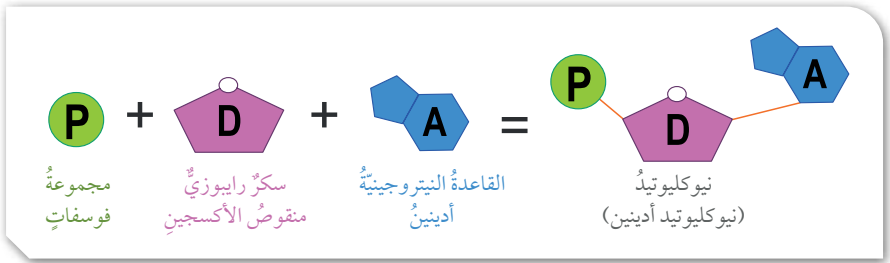 P + D + A = P D A
مجموعةُ
فوسفاتٍ
سكرٌ رايبوزيٌّ
منقوصُ الأكسجينِ
القاعدةُ النيتروجينيّةُ
أدينينُ
نيوكليوتيدُ
(نيوكليوتيد أدينين)